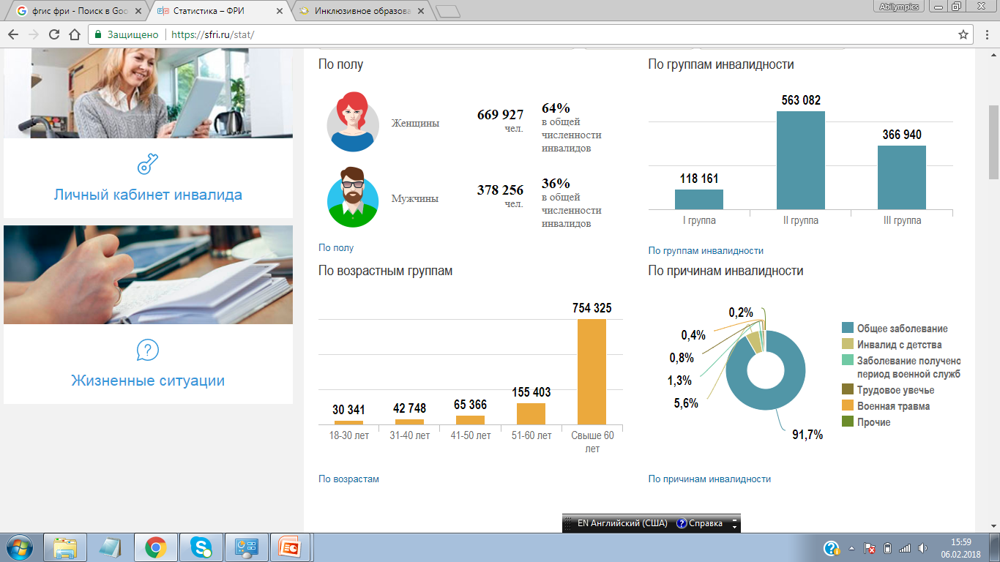 фгис фри - Поиск в Goo
Статистика – ФРИ
Инклюзивное образова
Abilympics
Защищено
https://sfri.ru/stat/
Личный кабинет инвалида
Жизненные ситуации
По полу
Женщины
669 927
чел.
64%
в общей
численности
инвалидов
Мужчины
378 256
чел.
36%
в общей
численности
инвалидов
По полу
По группам инвалидности
563 082
366 940
118 161
I группа
II группа
III группа
По группам инвалидности
По возрастным группам
754 325
155 403
65 366
42 748
30 341
18-30 лет
31-40 лет
41-50 лет
51-60 лет
Свыше 60
лет
По возрастам
По причинам инвалидности
0,2%
0,4%
0,8%
1,3%
5,6%
91,7%
Общее заболевание
Инвалид с детства
Заболевание получено
период военной служб
Трудовое увечье
Военная травма
Прочие
По причинам инвалидности
EN Английский (США)
Справка
15:59
06.02.2018